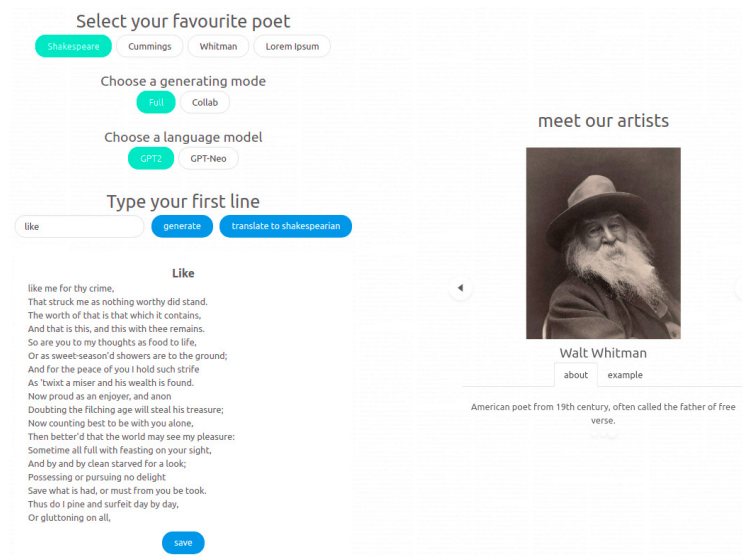 Select your favourite poet
Shakespeare Cummings Whitman Lorem Ipsum
Choose a generating mode
Full Collab
Choose a language model
GPT2 GPT-Neo
Type your first line
like generate translate to shakespearian
Like
like me for thy crime,
That struck me as nothing worthy did stand.
The worth of that is that which it contains,
And that is this, and this with thee remains.
So are you to my thoughts as food to life,
Or as sweet-season'd showers are to the ground;
And for the peace of you I hold such strife
As 'twixt a miser and his wealth is found.
Now proud as an enjoyer, and anon
Doubting the filching age will steal his treasure;
Now counting best to be with you alone,
Then better'd that the world may see my pleasure:
Sometime all full with feasting on your sight,
And by and by clean starved for a look;
Possessing or pursuing no delight
Save what is had, or must from you be took.
Thus do I pine and surfeit day by day,
Or gluttoning on all,
save
meet our artists
Walt Whitman
about example
American poet from 19th century, often called the father of free
verse.